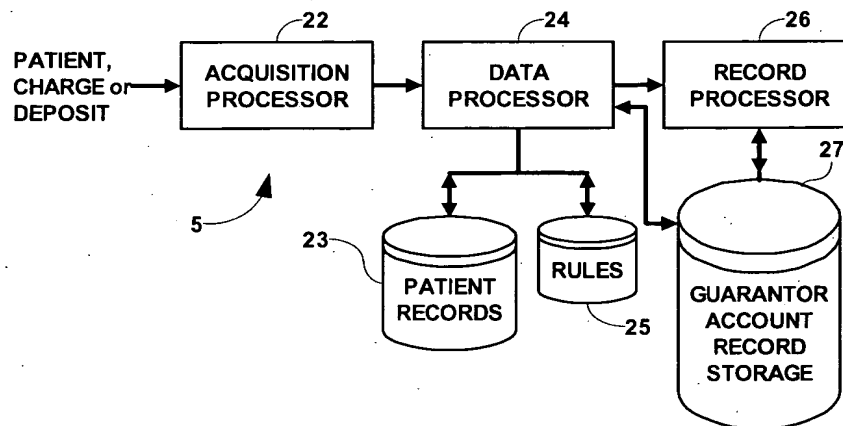 22
24
26
PATIENT,
CHARGE or
DEPOSIT
ACQUISITION
PROCESSOR
DATA
PROCESSOR
RECORD
PROCESSOR
27
5
23
PATIENT
RECORDS
RULES
25
GUARANTOR
ACCOUNT
RECORD
STORAGE